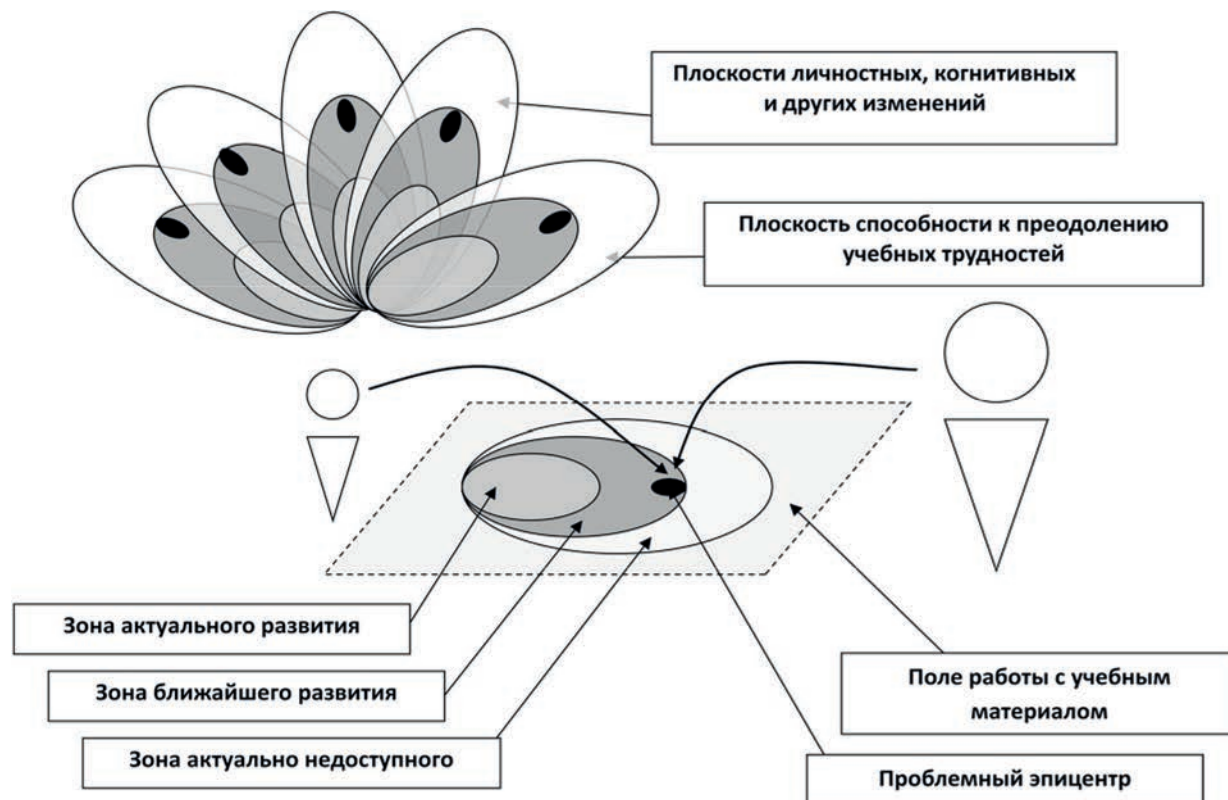 Плоскости личностных, когнитивных
и других изменений
Плоскость способности к преодолению
учебных трудностей
Зона актуального развития
Зона ближайшего развития
Зона актуально недоступного
Поле работы с учебным
материалом
Проблемный эпицентр